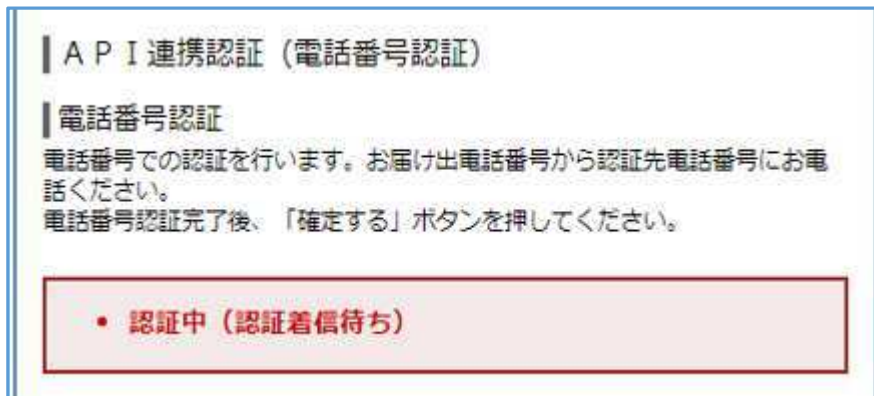 API連携認証（電話番号認証）
電話番号認証
電話番号での認証を行います。お届け出電話番号から認証先電話番号にお電
話ください。
電話番号認証完了後、「確定する」ボタンを押してください。
• 認証中（認証着信待ち）